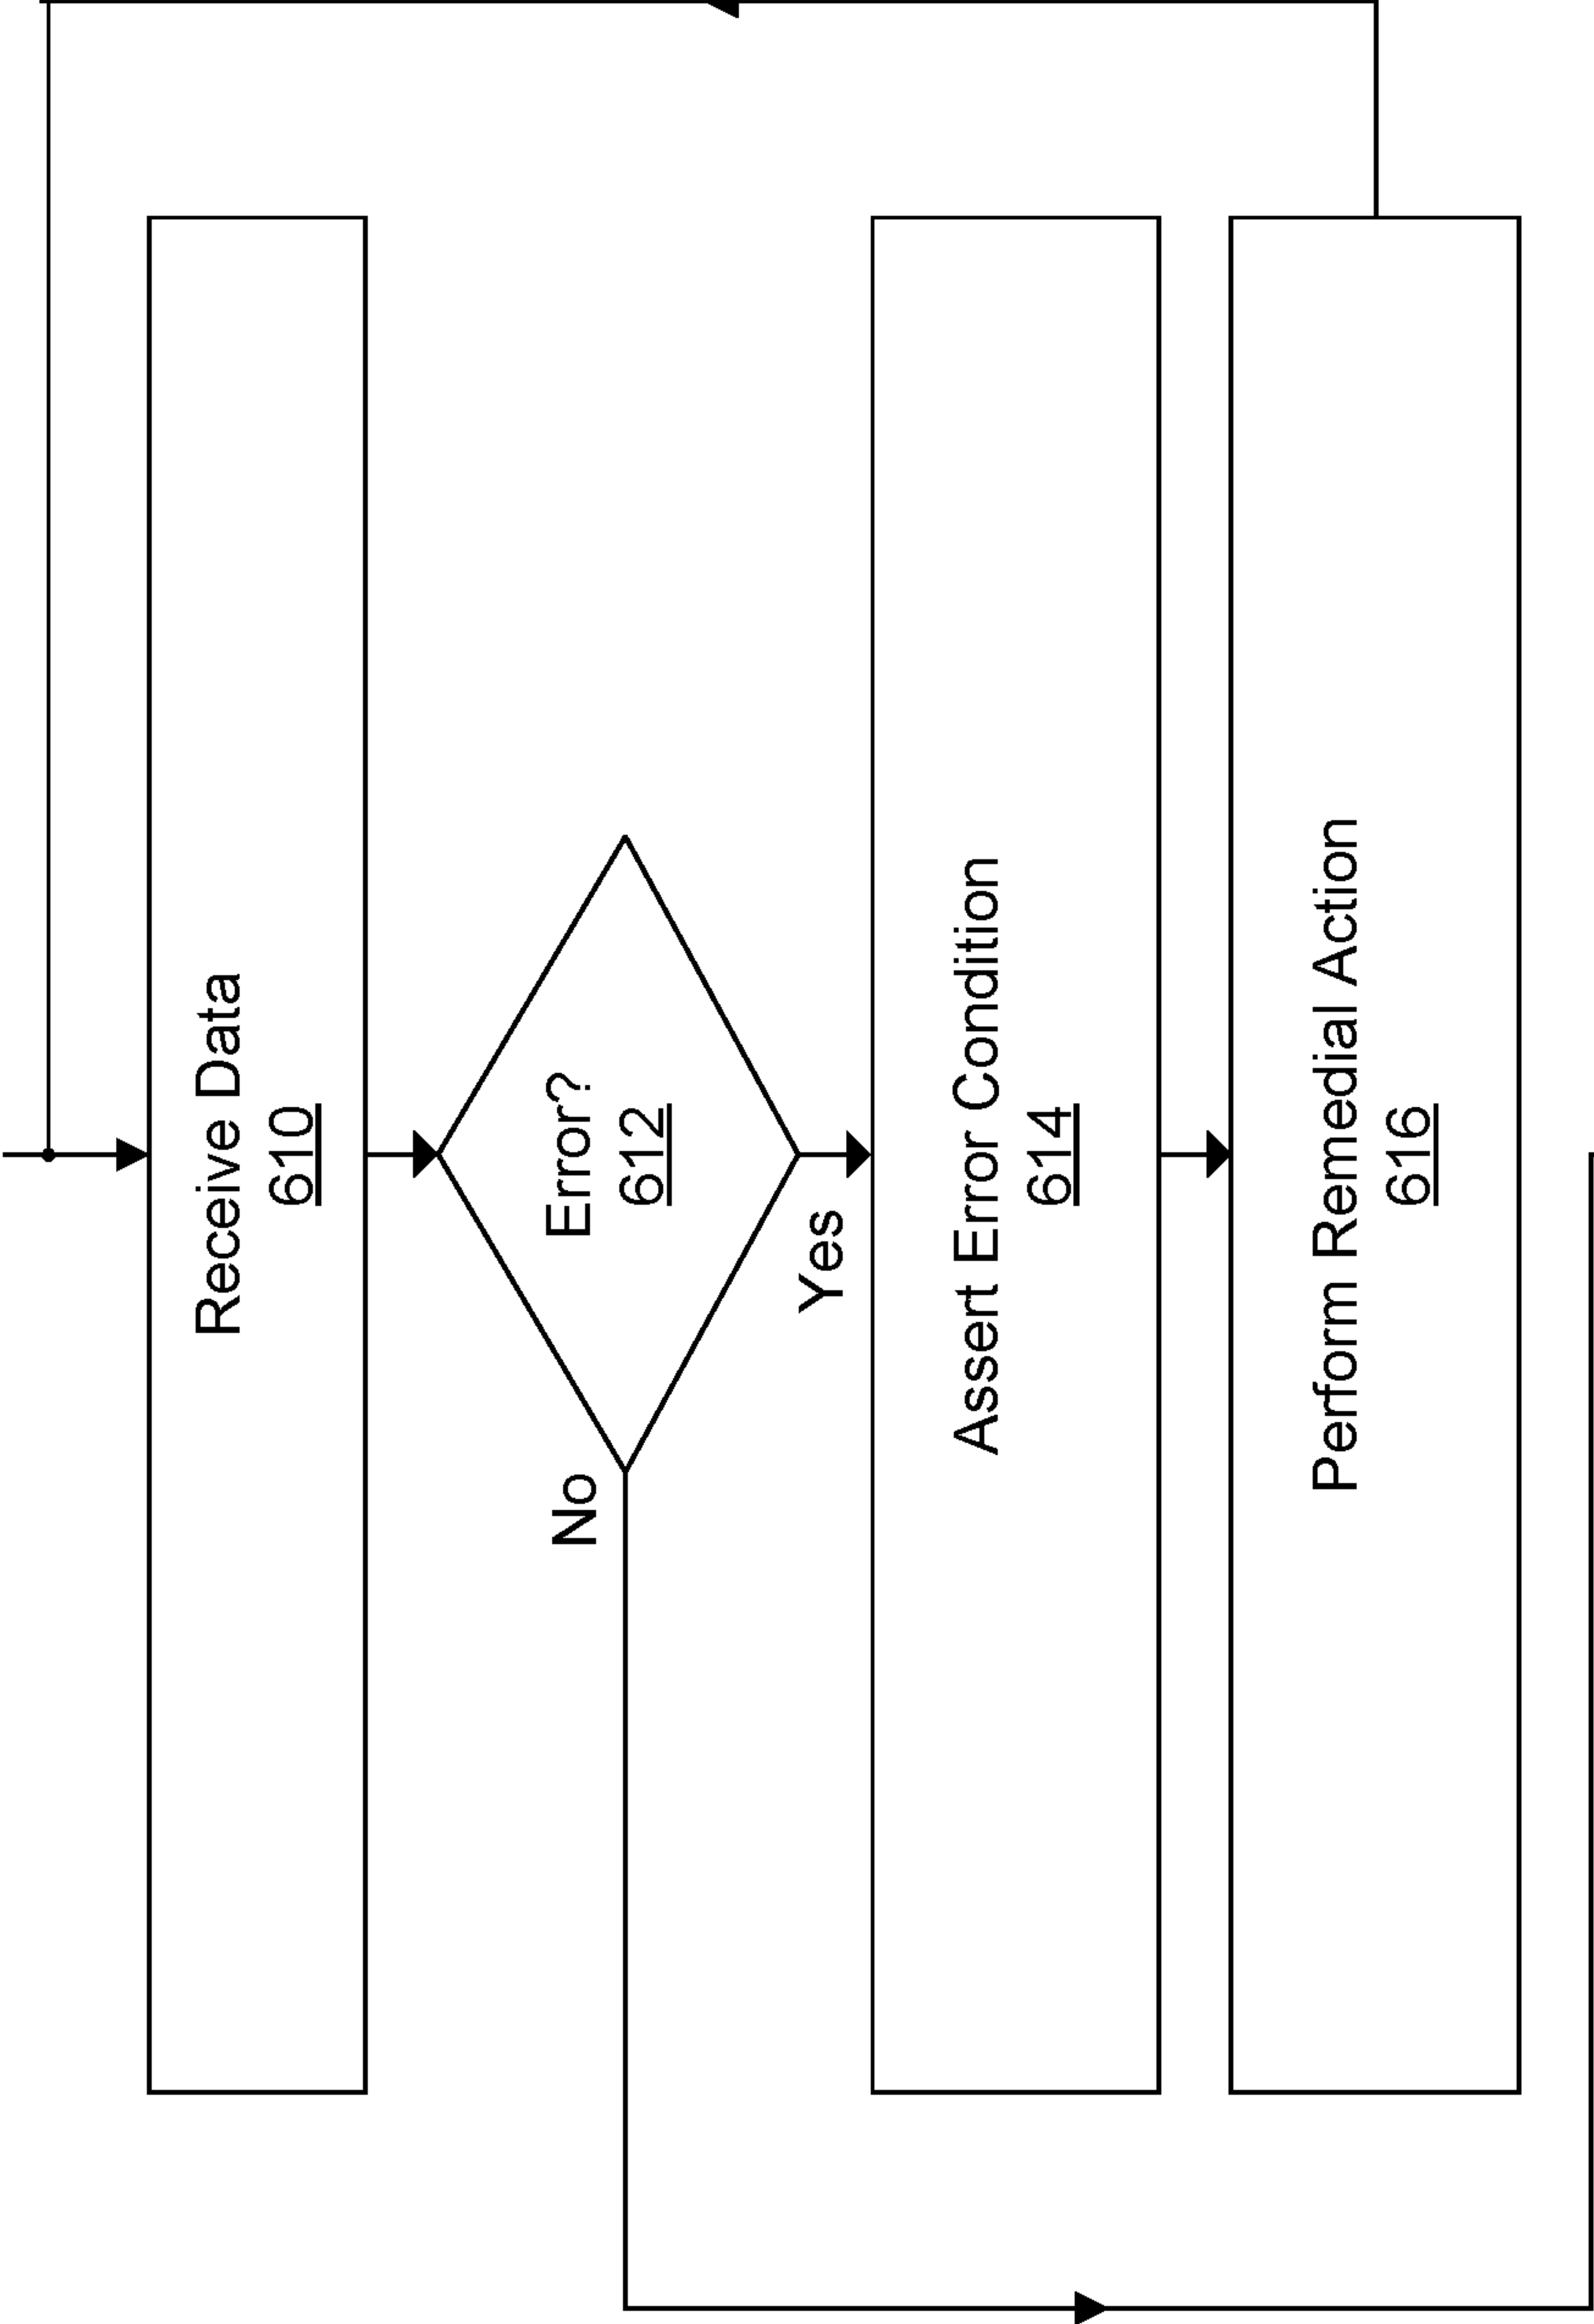 Receive Data
610
Error?
612
No
Yes
Assert Error Condition
614
Perform Remedial Action
616